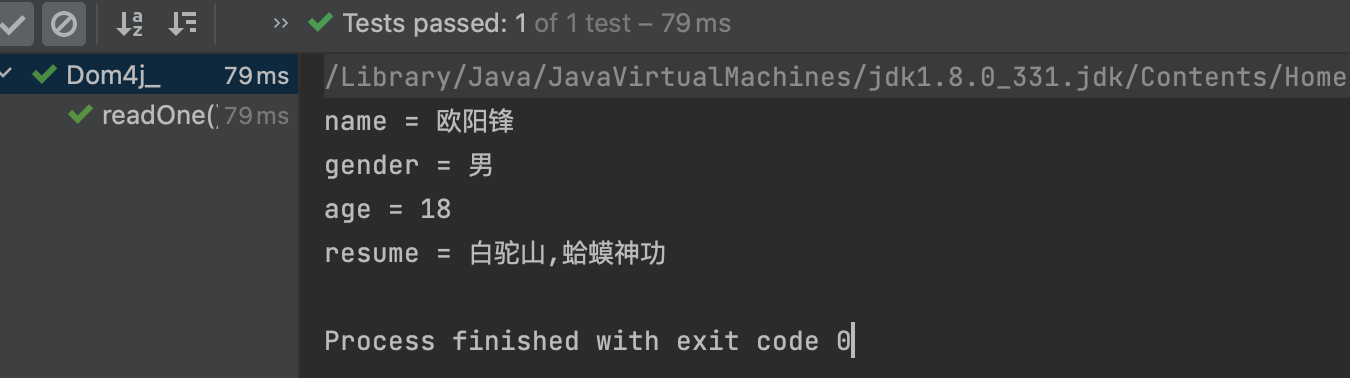 Tests passed: 1 of 1 test – 79 ms
Dom4j_ 79 ms
/Library/Java/JavaVirtualMachines/jdk1.8.0_331.jdk/Contents/Home
readOne() 79 ms
name = 欧阳锋
gender = 男
age = 18
resume = 白驼山,蛤蟆神功
Process finished with exit code 0